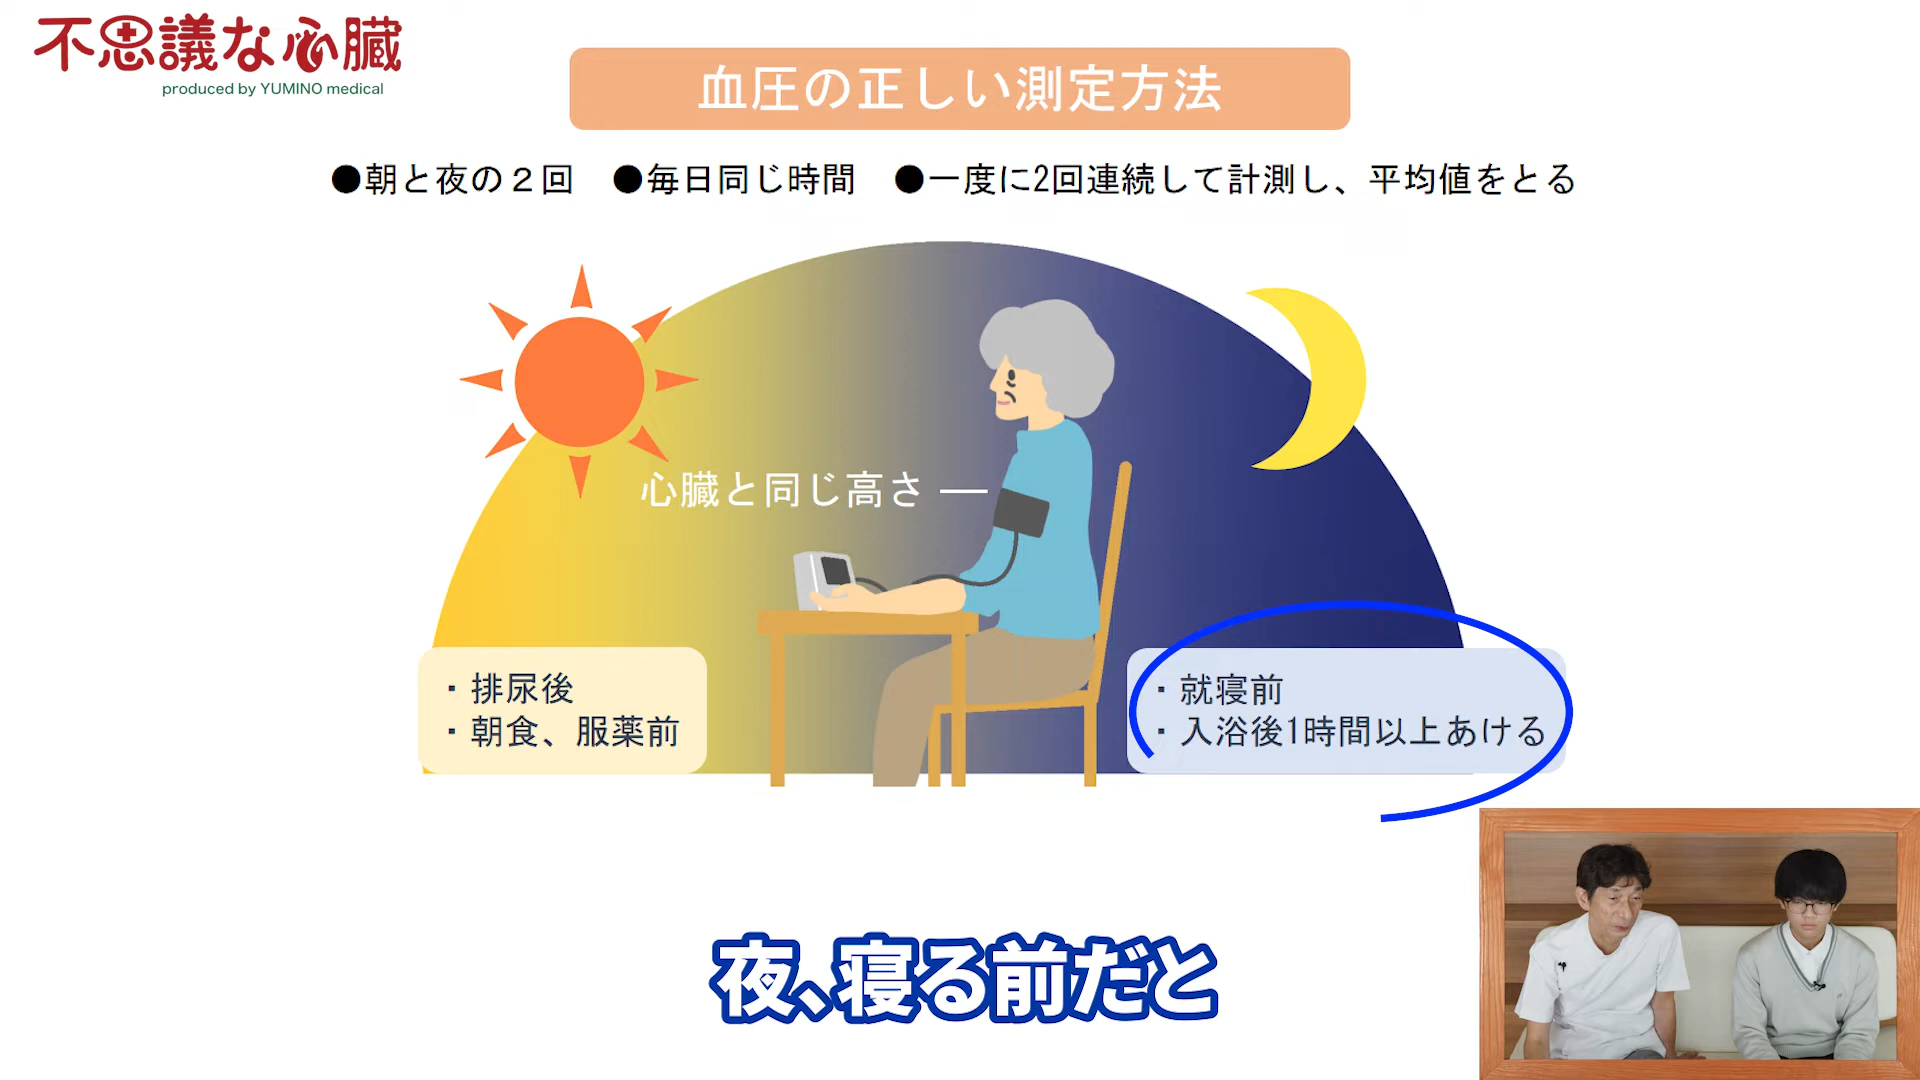 不思議な心臓
produced by YUMINO medical
血圧の正しい測定方法
●朝と夜の２回　●毎日同じ時間　●一度に2回連続して計測し、平均値をとる
心臓と同じ高さ
・排尿後
・朝食、服薬前
・就寝前
・入浴後1時間以上あける
夜、寝る前だと